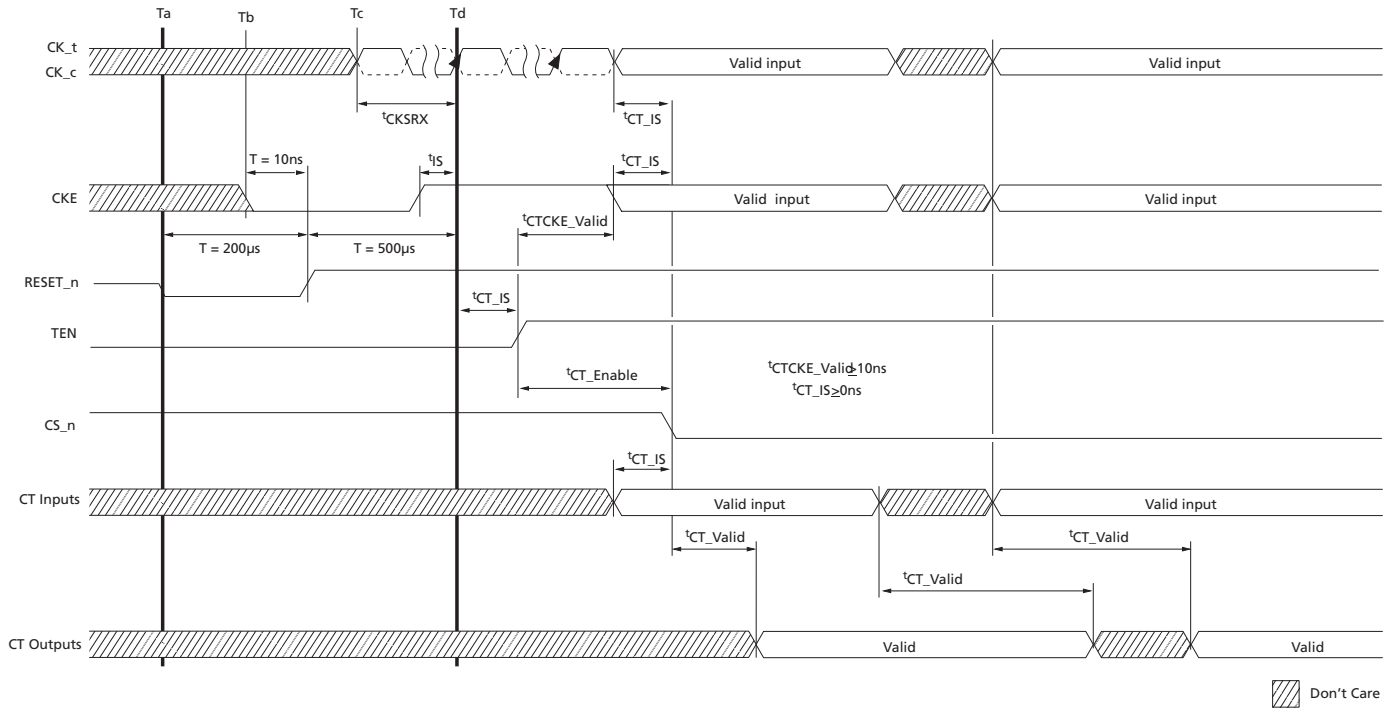 Ta
Tb
Tc
Td
CK_t
CK_c
Valid input
Valid input
tCKSRX
tCT_IS
T = 10ns
tIS
tCT_IS
CKE
Valid input
Valid input
tCTCKE_Valid
T = 200µs
T = 500µs
RESET_n
tCT_IS
TEN
tCT_Enable
tCTCKE_Valid≥10ns
tCT_IS≥0ns
CS_n
tCT_IS
CT Inputs
Valid input
Valid input
tCT_Valid
tCT_Valid
tCT_Valid
CT Outputs
Valid
Valid
Don't Care